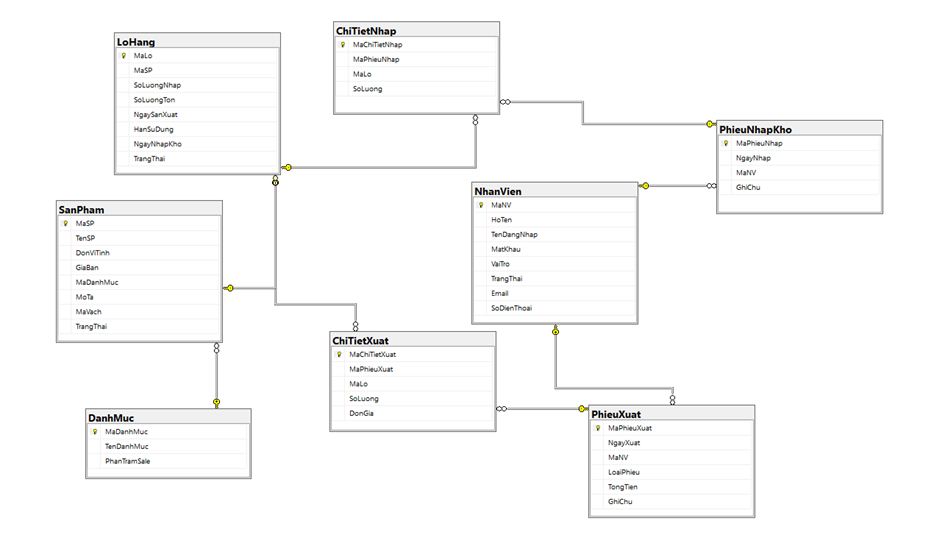 LoHang
MaLo
MaSP
SoLuongNhap
SoLuongTon
NgaySanXuat
HanSuDung
NgayNhapKho
TrangThai
ChiTietNhap
MaChiTietNhap
MaPhieuNhap
MaLo
SoLuong
PhieuNhapKho
MaPhieuNhap
NgayNhap
MaNV
GhiChu
SanPham
MaSP
TenSP
DonViTinh
GiaBan
MaDanhMuc
MoTa
MaVach
TrangThai
NhanVien
MaNV
HoTen
TenDangNhap
MatKhau
VaiTro
TrangThai
Email
SoDienThoai
ChiTietXuat
MaChiTietXuat
MaPhieuXuat
MaLo
SoLuong
DonGia
DanhMuc
MaDanhMuc
TenDanhMuc
PhanTramSale
PhieuXuat
MaPhieuXuat
NgayXuat
MaNV
LoaiPhieu
TongTien
GhiChu